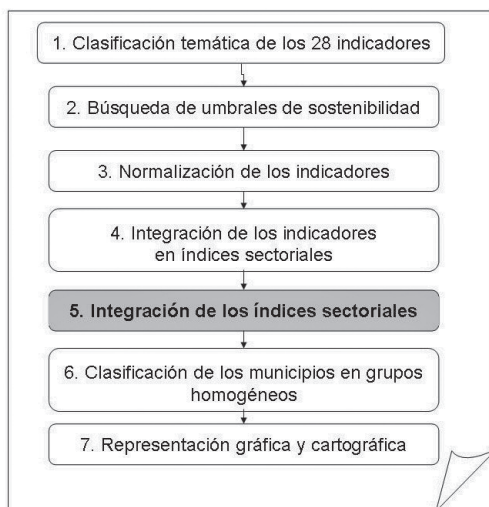 1. Clasificación temática de los 28 indicadores
2. Búsqueda de umbrales de sostenibilidad
3. Normalización de los indicadores
4. Integración de los indicadores
en índices sectoriales
5. Integración de los índices sectoriales
6. Clasificación de los municipios en grupos
homogéneos
7. Representación gráfica y cartográfica